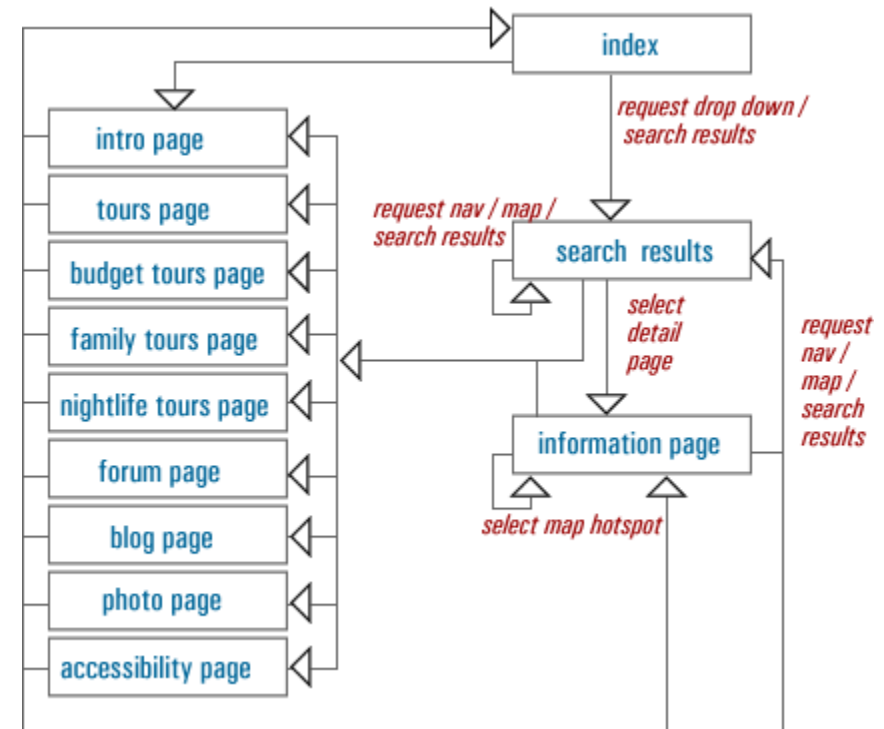 index
request drop down /
search results
intro page
tours page
budget tours page
family tours page
nightlife tours page
forum page
blog page
photo page
accessibility page
request nav / map /
search results
search results
select
detail
page
request
nav /
map /
search
results
information page
select map hotspot